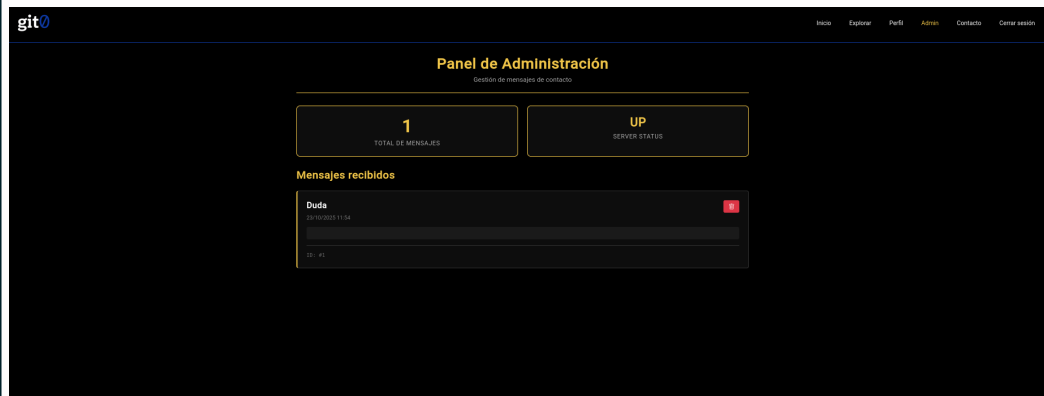 git0
Inicio Explorar Perfil Admin Contacto Cerrar sesión
Panel de Administración
Gestión de mensajes de contacto
1
TOTAL DE MENSAJES
UP
SERVER STATUS
Mensajes recibidos
Duda
23/10/2025 11:54
ID: #1